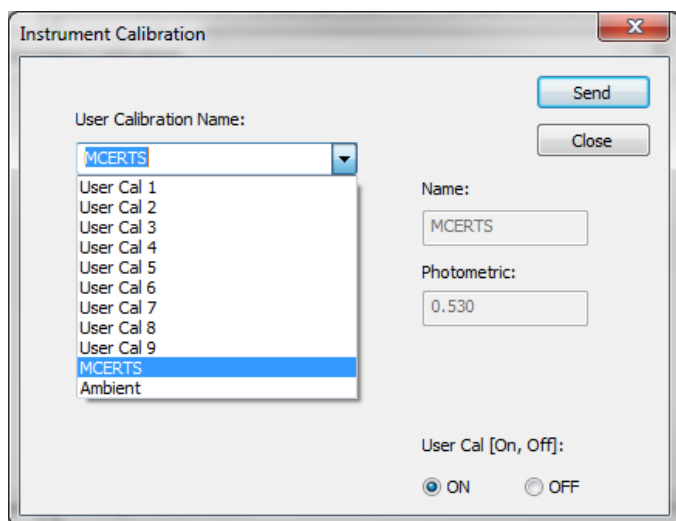 Instrument Calibration
Send
Close
User Calibration Name:
MCERTS
User Cal 1
User Cal 2
User Cal 3
User Cal 4
User Cal 5
User Cal 6
User Cal 7
User Cal 8
User Cal 9
MCERTS
Ambient
Name:
MCERTS
Photometric:
0.530
User Cal [On, Off]:
ON OFF